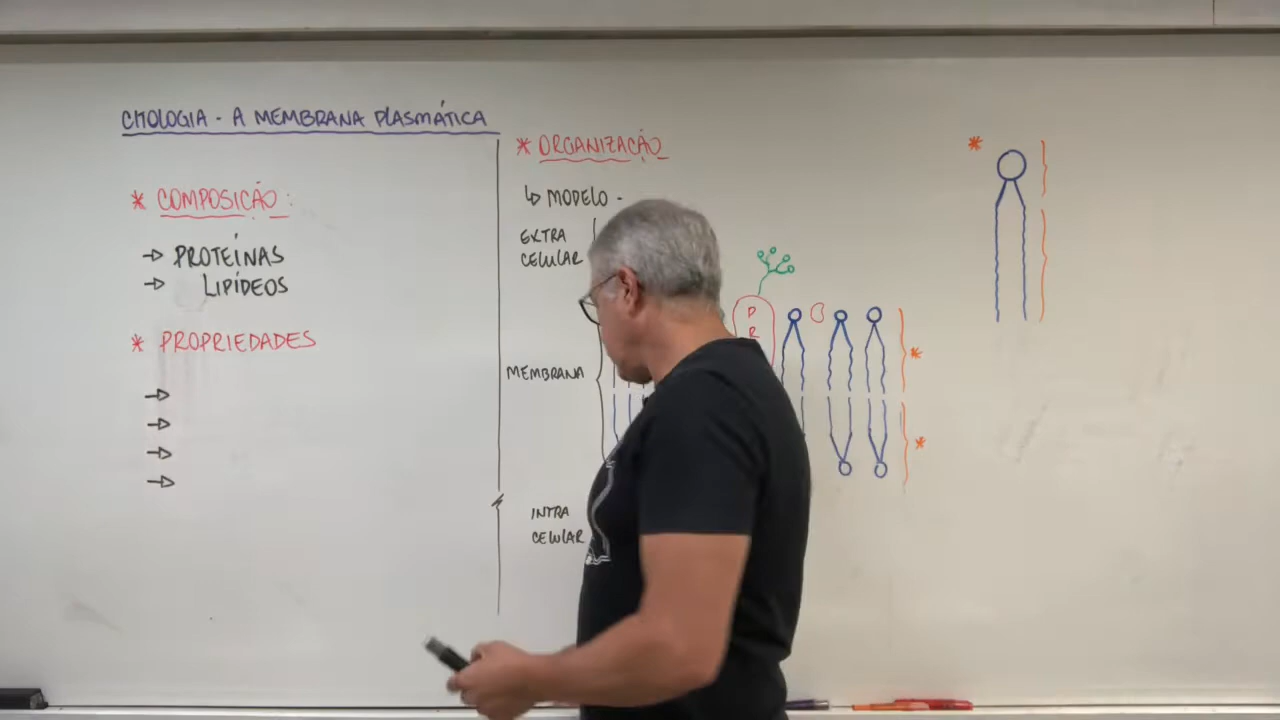 CITOLOGIA - A MEMBRANA PLASMÁTICA
* COMPOSIÇÃO:
→ PROTEÍNAS
→ LIPÍDEOS
* PROPRIEDADES
→
→
→
→
* ORGANIZAÇÃO
↳ MODELO -
EXTRA
CELULAR
MEMBRANA
INTRA
CELULAR
P
R
*
*
*